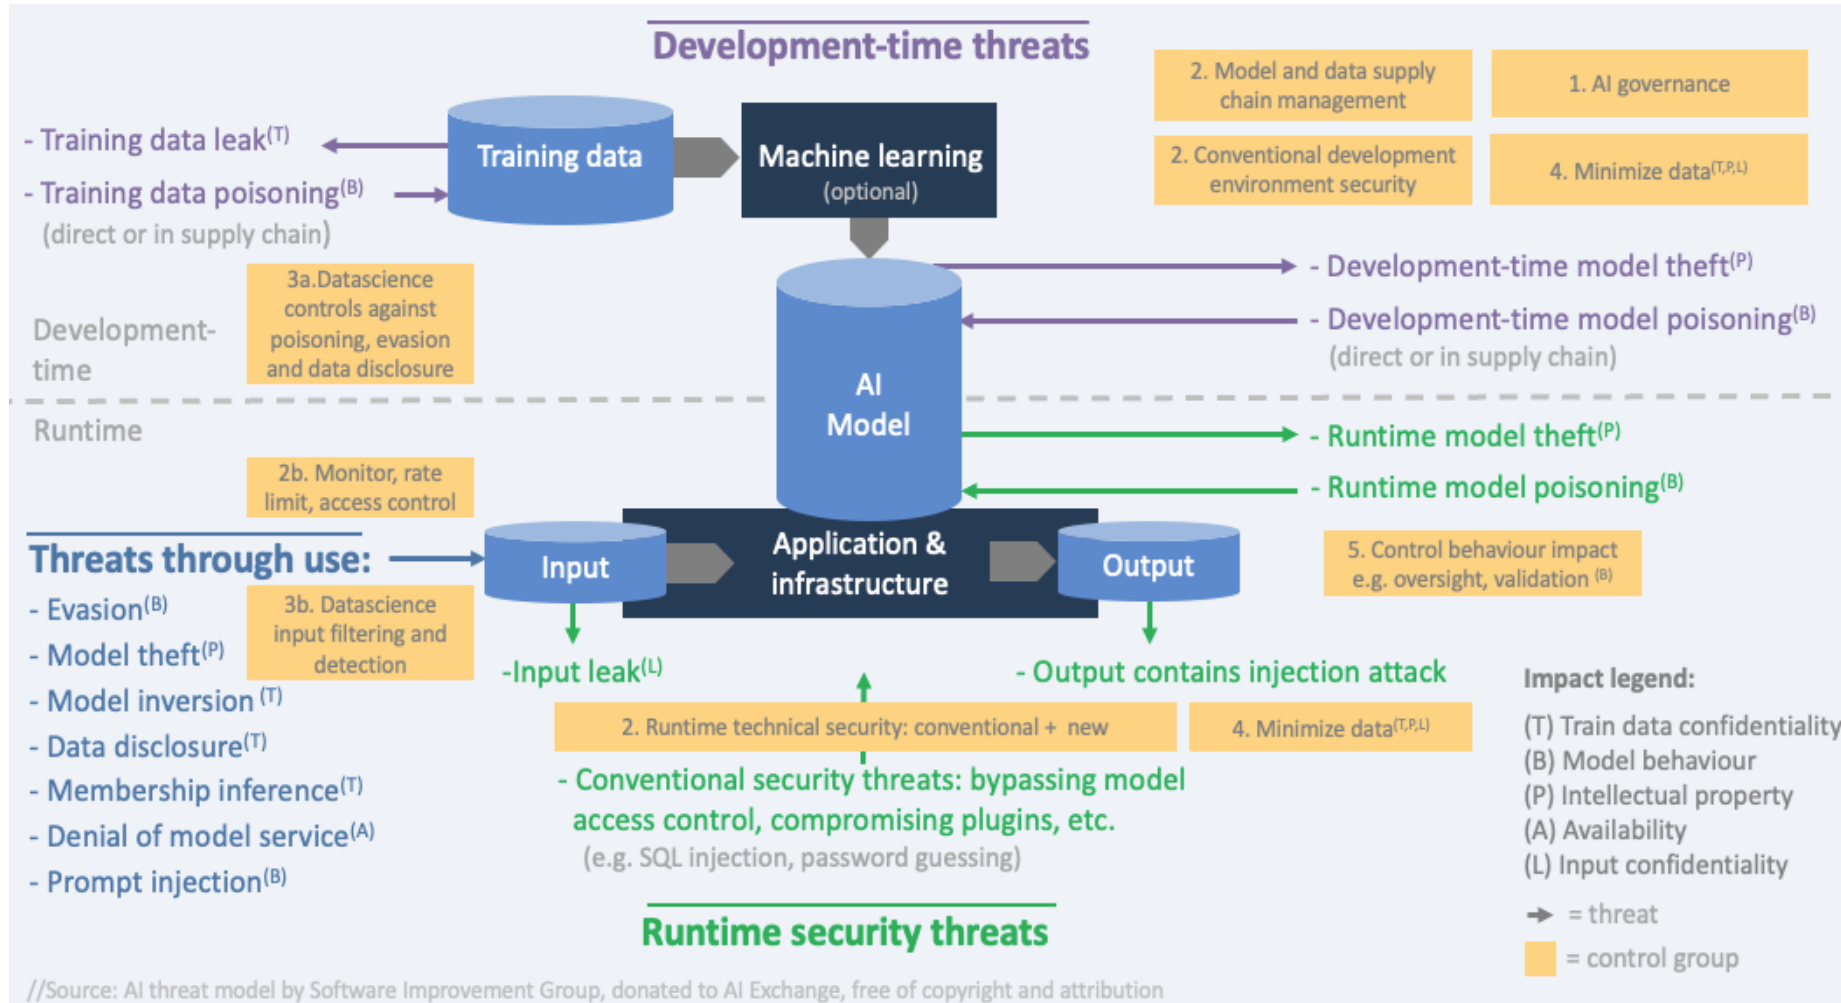 Development-time threats
2. Model and data supply
chain management
1. AI governance
- Training data leak(T)
Training data
Machine learning
(optional)
2. Conventional development
environment security
4. Minimize data(T,P,L)
- Training data poisoning(B)
(direct or in supply chain)
3a.Datascience
controls against
poisoning, evasion
and data disclosure
- Development-time model theft(P)
- Development-time model poisoning(B)
(direct or in supply chain)
Development-
time
AI
Model
Runtime
- Runtime model theft(P)
- Runtime model poisoning(B)
2b. Monitor, rate
limit, access control
Threats through use:
Input
Application &
infrastructure
Output
5. Control behaviour impact
e.g. oversight, validation (B)
- Evasion(B)
- Model theft(P)
- Model inversion(T)
- Data disclosure(T)
- Membership inference(T)
- Denial of model service(A)
- Prompt injection(B)
3b. Datascience
input filtering and
detection
-Input leak(L)
- Output contains injection attack
2. Runtime technical security: conventional + new
4. Minimize data(T,P,L)
- Conventional security threats: bypassing model
access control, compromising plugins, etc.
(e.g. SQL injection, password guessing)
Runtime security threats
Impact legend:
(T) Train data confidentiality
(B) Model behaviour
(P) Intellectual property
(A) Availability
(L) Input confidentiality
= threat
= control group
//Source: AI threat model by Software Improvement Group, donated to AI Exchange, free of copyright and attribution